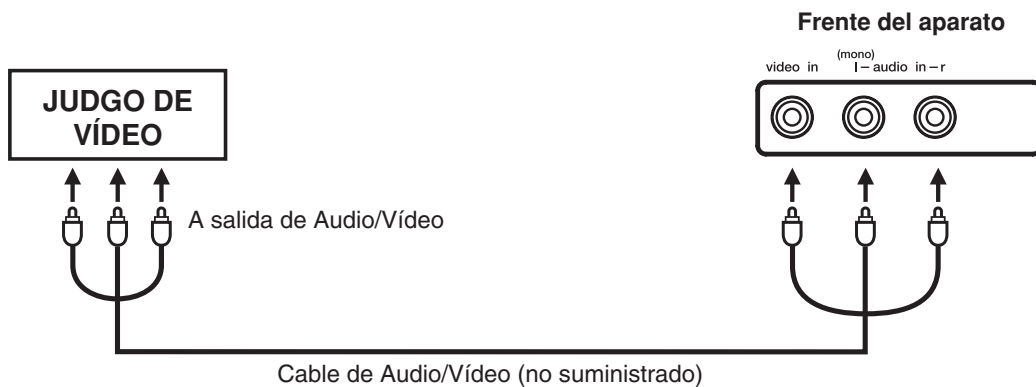 Frente del aparato
(mono)
video in l – audio in – r
JUDGO DE
VÍDEO
A salida de Audio/Vídeo
Cable de Audio/Vídeo (no suministrado)